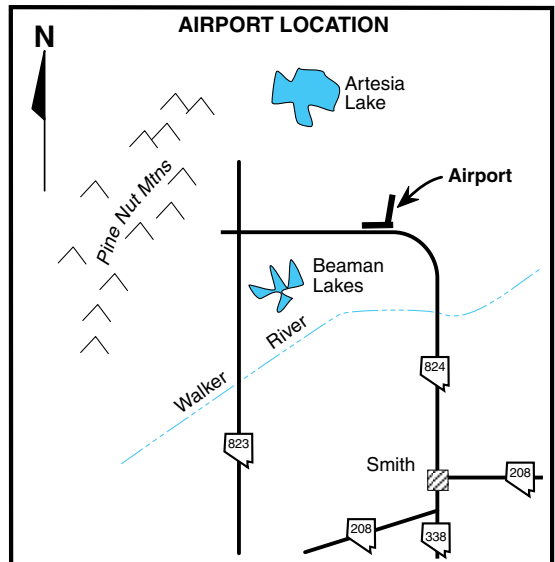 AIRPORT LOCATION
N
Artesia
Lake
Pine Nut Mtns
Airport
Beaman
Lakes
River
Walker
824
823
Smith
208
208
338